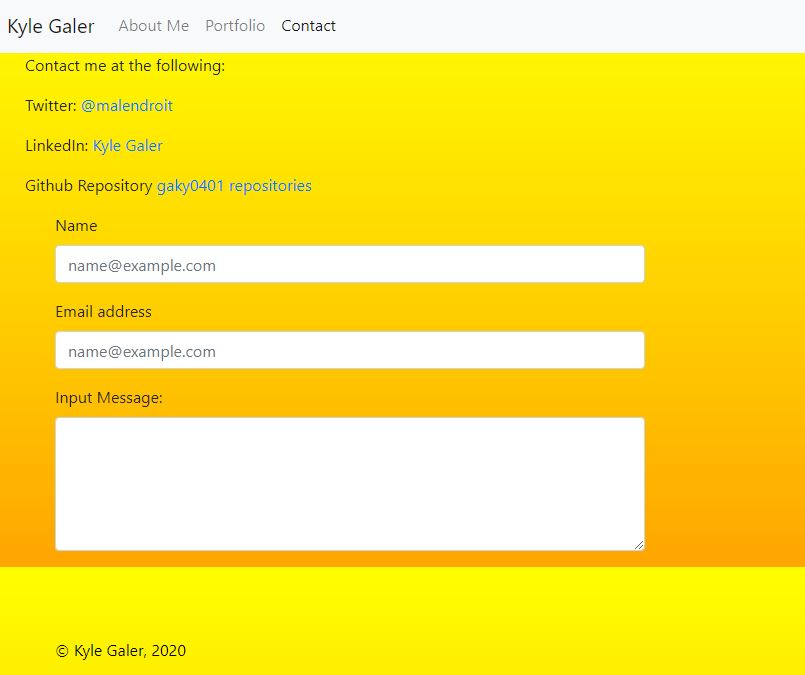 Kyle Galer About Me Portfolio Contact
Contact me at the following:
Twitter: @malendroit
LinkedIn: Kyle Galer
Github Repository gaky0401 repositories
Name
name@example.com
Email address
name@example.com
Input Message:
© Kyle Galer, 2020